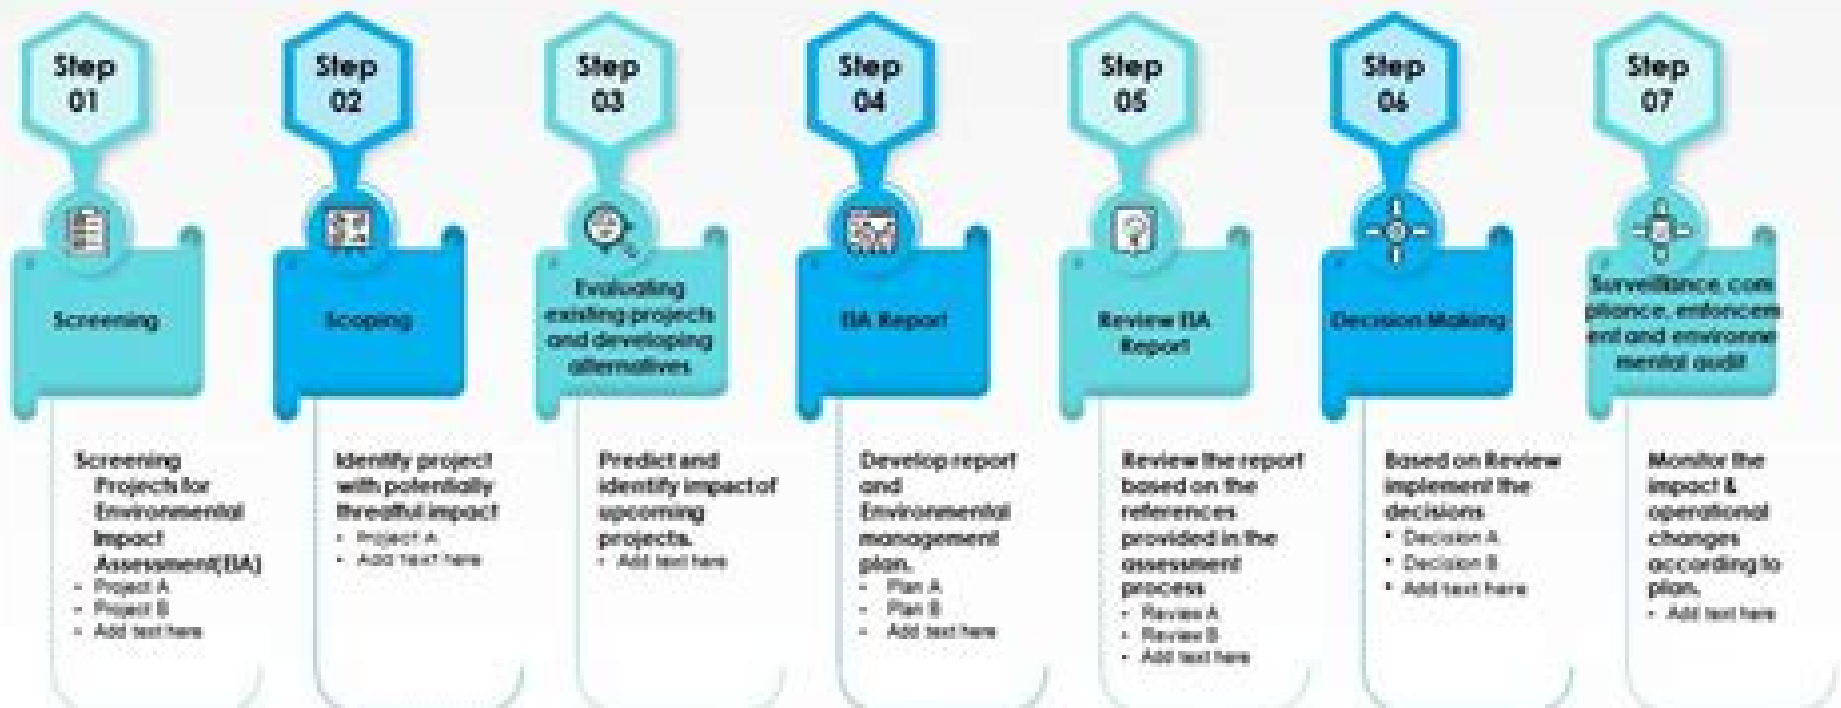 Step
01
Screening
Screening
Projects for
Environmental
Impact
Assessment(EIA)
• Project A
• Project B
• Add text here
Step
02
Scoping
Identify project
with potentially
threatful impact
• Project A
• Add text here
Step
03
Evaluating
existing projects
and developing
alternatives
Predict and
identify impact of
upcoming
projects.
• Add text here
Step
04
EIA Report
Develop report
and
Environmental
management
plan.
• Plan A
• Plan B
• Add text here
Step
05
Review EIA
Report
Review the report
based on the
references
provided in the
assessment
process
• Review A
• Review B
• Add text here
Step
06
Decision Making
Based on Review
implement the
decisions
• Decision A
• Decision B
• Add text here
Step
07
Surveillance, com
pliance, enforcem
ent and environne
mental audit
Monitor the
impact &
operational
changes
according to
plan.
• Add text here